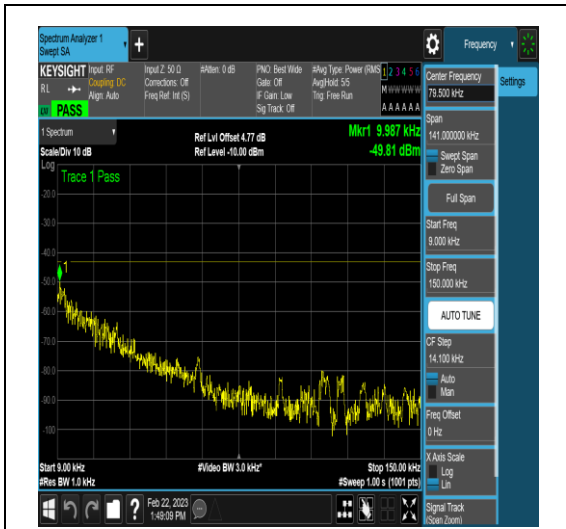 Spectrum Analyzer 1
Swept SA
+
Frequency
KEYSIGHT
Input: RF
Input Z: 50 Ω
#Atten: 0 dB
PNO: Best Wide
#Avg Type: Power (RMS)
1 2 3 4 5 6
RL
Coupling: DC
Corrections: Off
Gate: Off
Avg|Hold: 5/5
M W W W W W
Align: Auto
Freq Ref: Int (S)
IF Gain: Low
Trig: Free Run
Sig Track: Off
A A A A A A
PASS
1 Spectrum
Ref Lvl Offset 4.77 dB
Mkr1 9.987 kHz
Scale/Div 10 dB
Ref Level -10.00 dBm
-49.81 dBm
Log
Trace 1 Pass
-20.0
-30.0
-40.0
-50.0
-60.0
-70.0
-80.0
-90.0
-100
1
Start 9.00 kHz
#Video BW 3.0 kHz*
Stop 150.00 kHz
#Res BW 1.0 kHz
#Sweep 1.00 s (1001 pts)
Center Frequency
79.500 kHz
Settings
Span
141.000000 kHz
Swept Span
Zero Span
Full Span
Start Freq
9.000 kHz
Stop Freq
150.000 kHz
AUTO TUNE
CF Step
14.100 kHz
Auto
Man
Freq Offset
0 Hz
X Axis Scale
Log
Lin
Signal Track
(Span Zoom)
?
Feb 22, 2023
1:49:09 PM